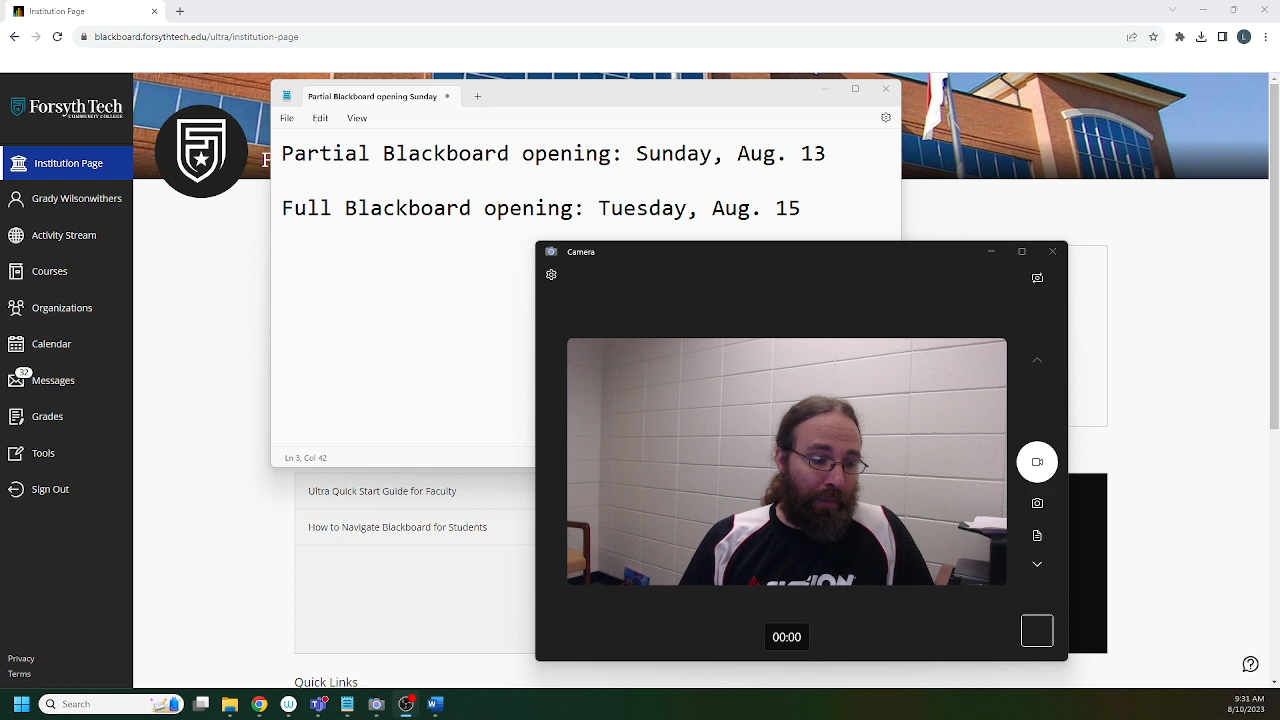 Institution Page
blackboard.forsythtech.edu/ultra/institution-page
L
Forsyth Tech
COMMUNITY COLLEGE
Institution Page
Grady Wilsonwithers
Activity Stream
Courses
Organizations
Calendar
32
Messages
Grades
Tools
Sign Out
Privacy
Terms
F
Partial Blackboard opening Sunday
File Edit View
Partial Blackboard opening: Sunday, Aug. 13
Full Blackboard opening: Tuesday, Aug. 15
Ln 3, Col 42
Camera
00:00
Ultra Quick Start Guide for Faculty
How to Navigate Blackboard for Students
Quick Links
Search
9:31 AM
8/10/2023